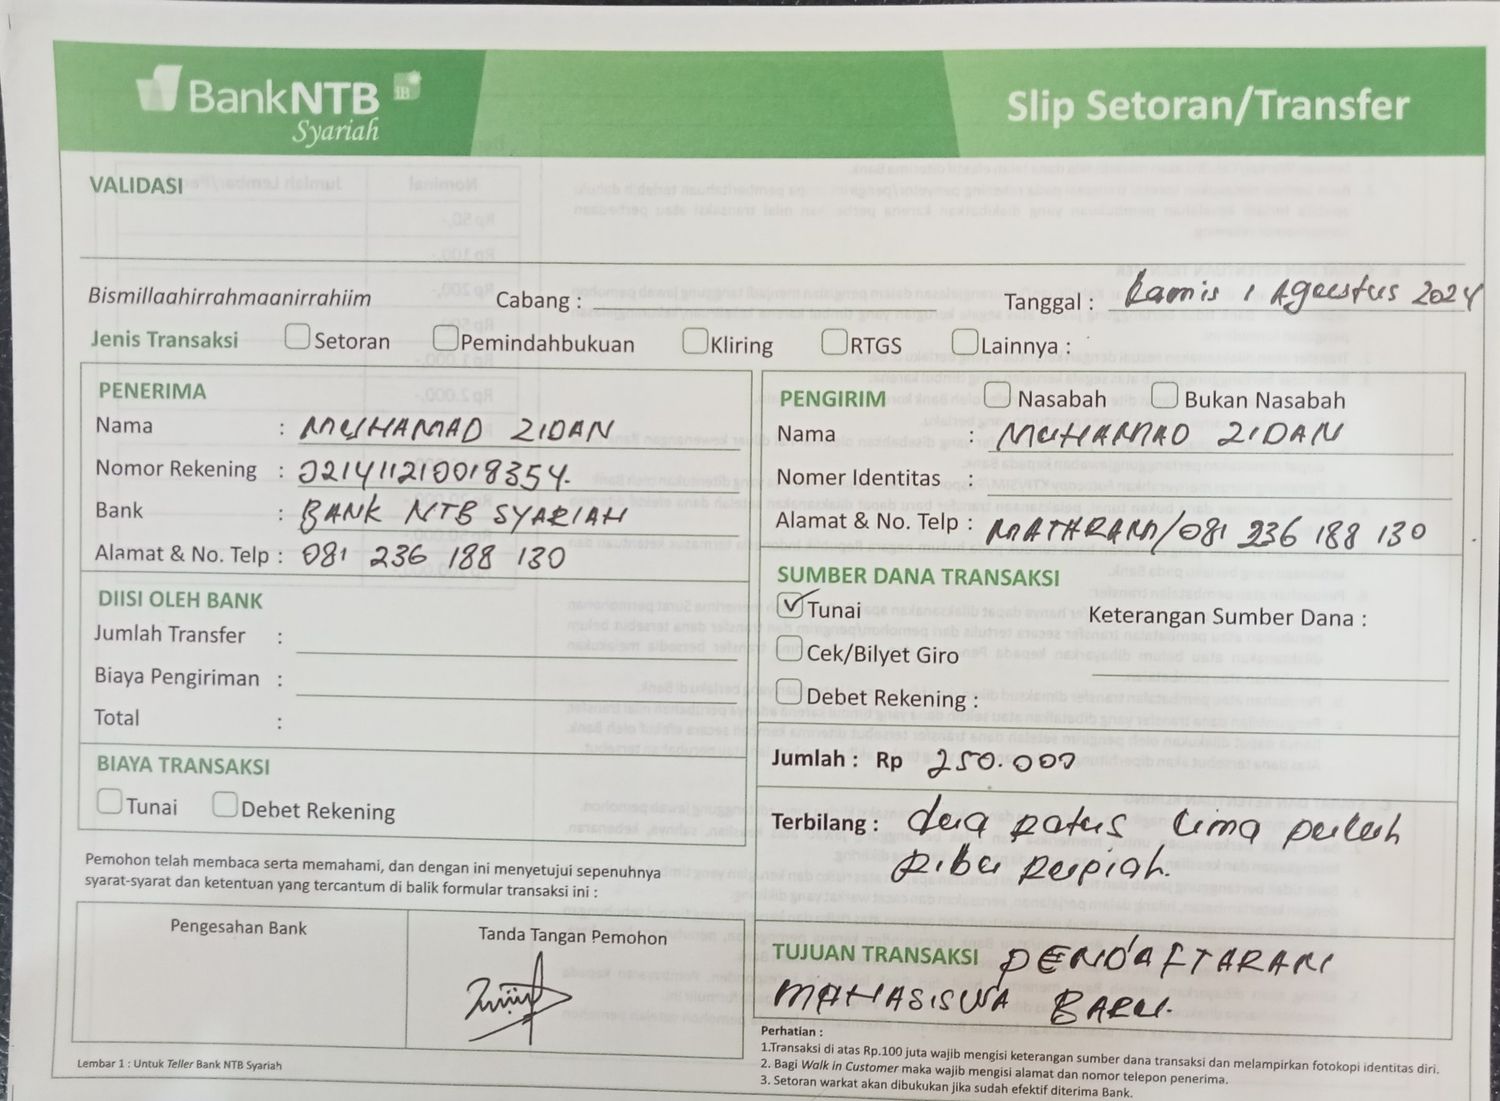 BankNTB iB
Syariah
Slip Setoran/Transfer
VALIDASI
Bismillaahirrahmaanirrahiim
Cabang :
Tanggal : Kamis 1 Agustus 2024
Jenis Transaksi Setoran Pemindahbukuan Kliring RTGS Lainnya :
PENERIMA
Nama : MUHAMAD ZIDAN
Nomor Rekening : 021411210018354.
Bank : BANK NTB SYARIAH
Alamat & No. Telp : 081 236 188 130
DIISI OLEH BANK
Jumlah Transfer :
Biaya Pengiriman :
Total :
BIAYA TRANSAKSI
Tunai Debet Rekening
Pemohon telah membaca serta memahami, dan dengan ini menyetujui sepenuhnya
syarat-syarat dan ketentuan yang tercantum di balik formular transaksi ini :
Pengesahan Bank
Tanda Tangan Pemohon
Lembar 1 : Untuk Teller Bank NTB Syariah
PENGIRIM Nasabah Bukan Nasabah
Nama : MUHAMAD ZIDAN
Nomer Identitas :
Alamat & No. Telp : MATHRAM/081 236 188 130
SUMBER DANA TRANSAKSI
Tunai Keterangan Sumber Dana :
Cek/Bilyet Giro
Debet Rekening :
Jumlah : Rp 250.000
Terbilang : dua ratus lima puluh
Ribu Rupiah.
TUJUAN TRANSAKSI PENDAFTARAN
MAHASISWA BARU.
Perhatian :
1.Transaksi di atas Rp.100 juta wajib mengisi keterangan sumber dana transaksi dan melampirkan fotokopi identitas diri.
2. Bagi Walk in Customer maka wajib mengisi alamat dan nomor telepon penerima.
3. Setoran warkat akan dibukukan jika sudah efektif diterima Bank.